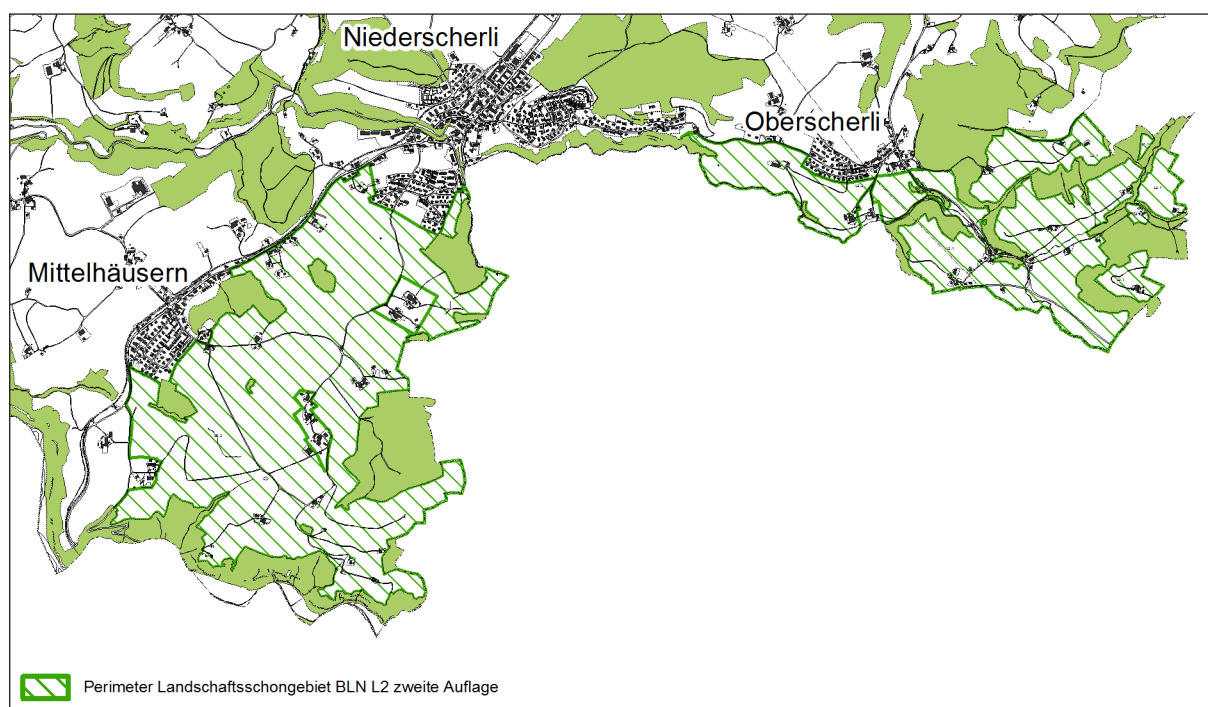 Niederscherli
Oberscherli
Mittelhäusern
Perimeter Landschaftsschongebiet BLN L2 zweite Auflage